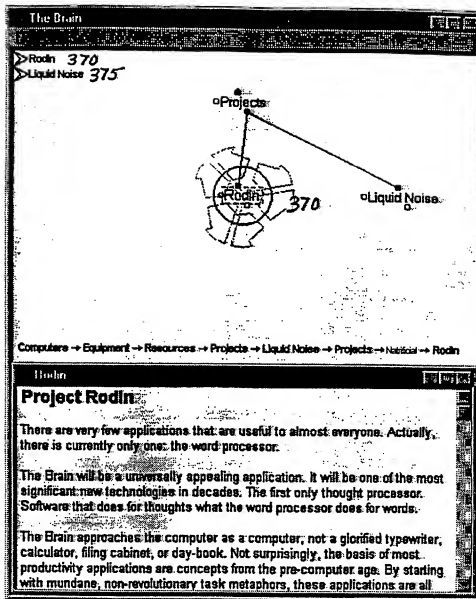 The Brain
Rodin 370
Liquid Noise 375
Projects
Rodin 370
Liquid Noise
Computers → Equipment → Resources → Projects → Liquid Noise → Projects → Natrificial → Rodin
Rodin
Project Rodin
There are very few applications that are useful to almost everyone. Actually,
there is currently only one: the word processor.
The Brain will be a universally appealing application. It will be one of the most
significant new technologies in decades. The first only thought processor.
Software that does for thoughts what the word processor does for words.
The Brain approaches the computer as a computer; not a glorified typewriter,
calculator, filing cabinet, or day-book. Not surprisingly, the basis of most
productivity applications are concepts from the pre-computer age. By starting
with mundane, non-revolutionary task metaphors, these applications are all